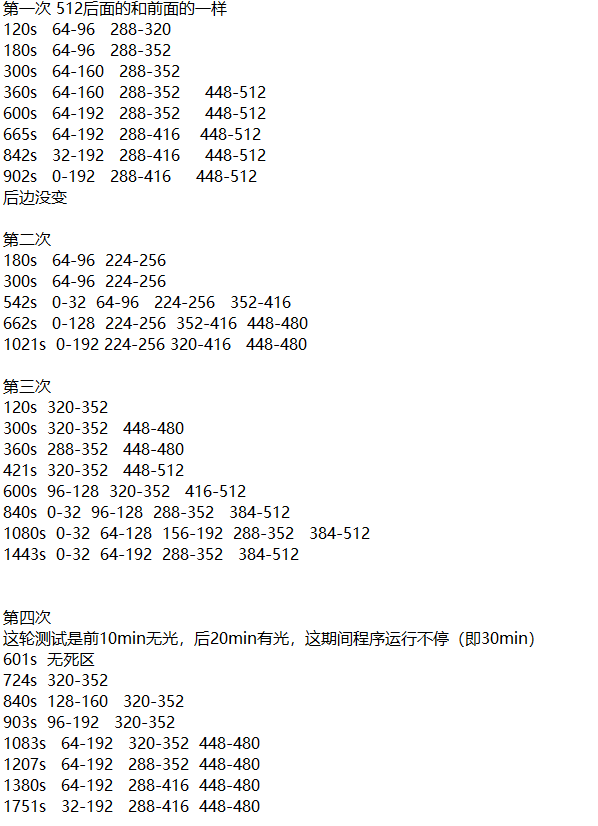 第一次 512后面的和前面的一样
120s 64-96 288-320
180s 64-96 288-352
300s 64-160 288-352
360s 64-160 288-352 448-512
600s 64-192 288-352 448-512
665s 64-192 288-416 448-512
842s 32-192 288-416 448-512
902s 0-192 288-416 448-512
后边没变
第二次
180s 64-96 224-256
300s 64-96 224-256
542s 0-32 64-96 224-256 352-416
662s 0-128 224-256 352-416 448-480
1021s 0-192 224-256 320-416 448-480
第三次
120s 320-352
300s 320-352 448-480
360s 288-352 448-480
421s 320-352 448-512
600s 96-128 320-352 416-512
840s 0-32 96-128 288-352 384-512
1080s 0-32 64-128 156-192 288-352 384-512
1443s 0-32 64-192 288-352 384-512
第四次
这轮测试是前10min无光，后20min有光，这期间程序运行不停（即30min）
601s 无死区
724s 320-352
840s 128-160 320-352
903s 96-192 320-352
1083s 64-192 320-352 448-480
1207s 64-192 288-352 448-480
1380s 64-192 288-416 448-480
1751s 32-192 288-416 448-480